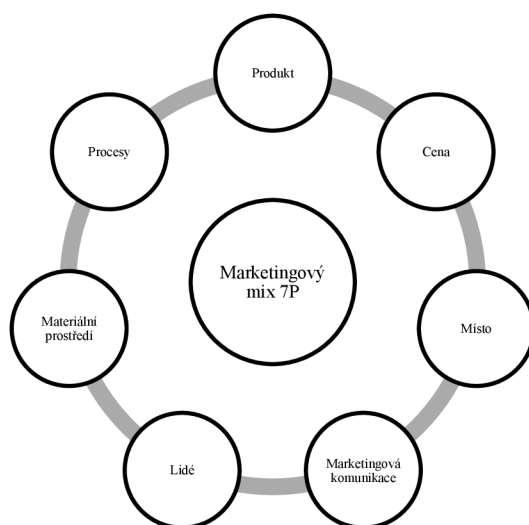 Produkt
Cena
Místo
Marketingová
komunikace
Lidé
Materiální
prostředí
Procesy
Marketingový
mix 7P